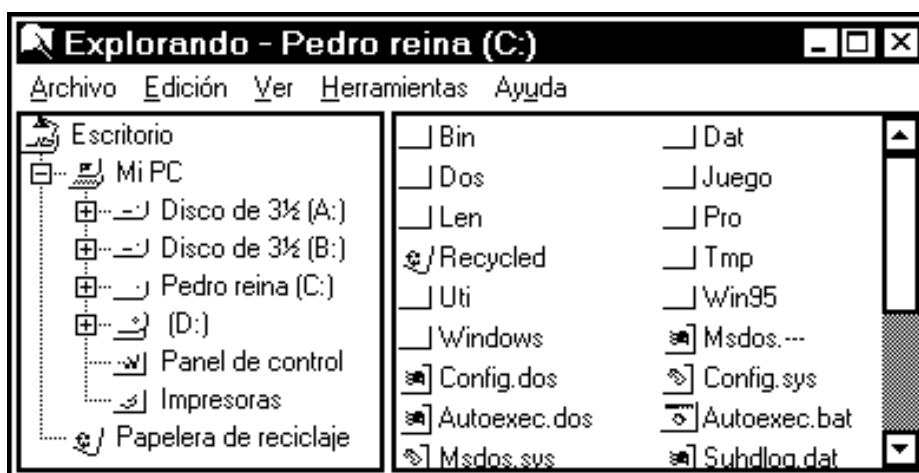 Explorando - Pedro reina (C:)
Archivo Edición Ver Herramientas Ayuda
Escritorio
Mi PC
Disco de 3½ (A:)
Disco de 3½ (B:)
Pedro reina (C:)
(D:)
Panel de control
Impresoras
Papelera de reciclaje
Bin Dat
Dos Juego
Len Pro
Recycled Tmp
Uti Win95
Windows Msdos.---
Config.dos Config.sys
Autoexec.dos Autoexec.bat
Msdos.sys Suhdlog.dat